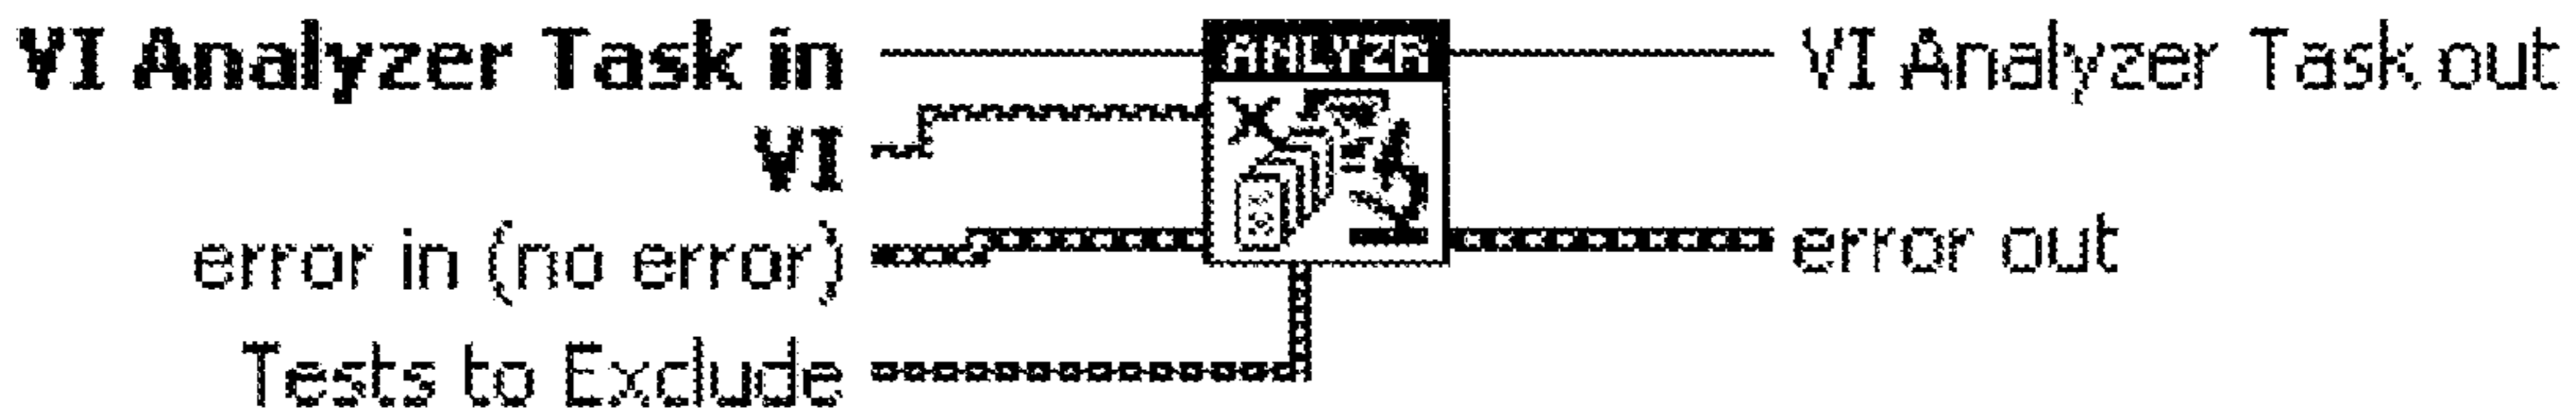 VI Analyzer Task in
VI
error in (no error)
Tests to Exclude
ANLYZR
VI Analyzer Task out
error out